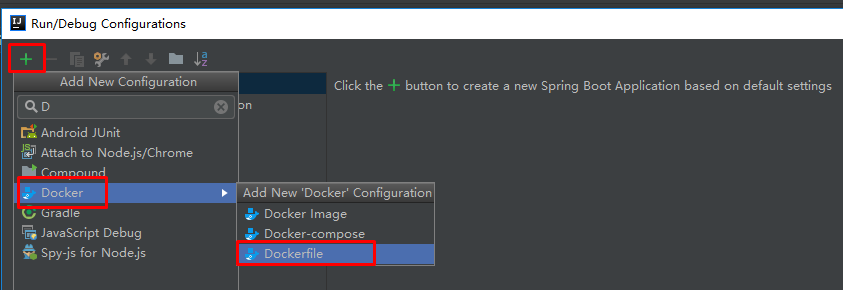 IJ
Run/Debug Configurations
Add New Configuration
D
on
Click the + button to create a new Spring Boot Application based on default settings
Android JUnit
Attach to Node.js/Chrome
Compound
Docker
Gradle
JavaScript Debug
Spy-js for Node.js
Add New 'Docker' Configuration
Docker Image
Docker-compose
Dockerfile